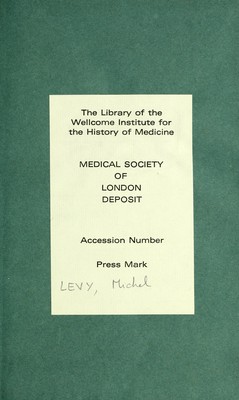 The Library of the
Wellcome Institute for
the History of Medicine
MEDICAL SOCIETY
OF
LONDON
DEPOSIT
Accession Number
Press Mark
LEVY, Michel